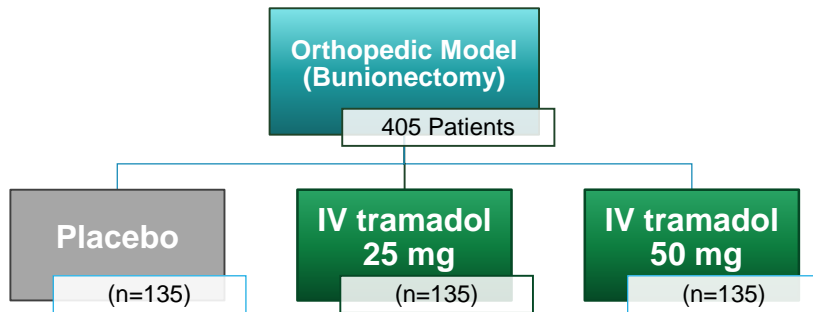 Orthopedic Model
(Bunionectomy)
405 Patients
Placebo
(n=135)
IV tramadol
25 mg
(n=135)
IV tramadol
50 mg
(n=135)